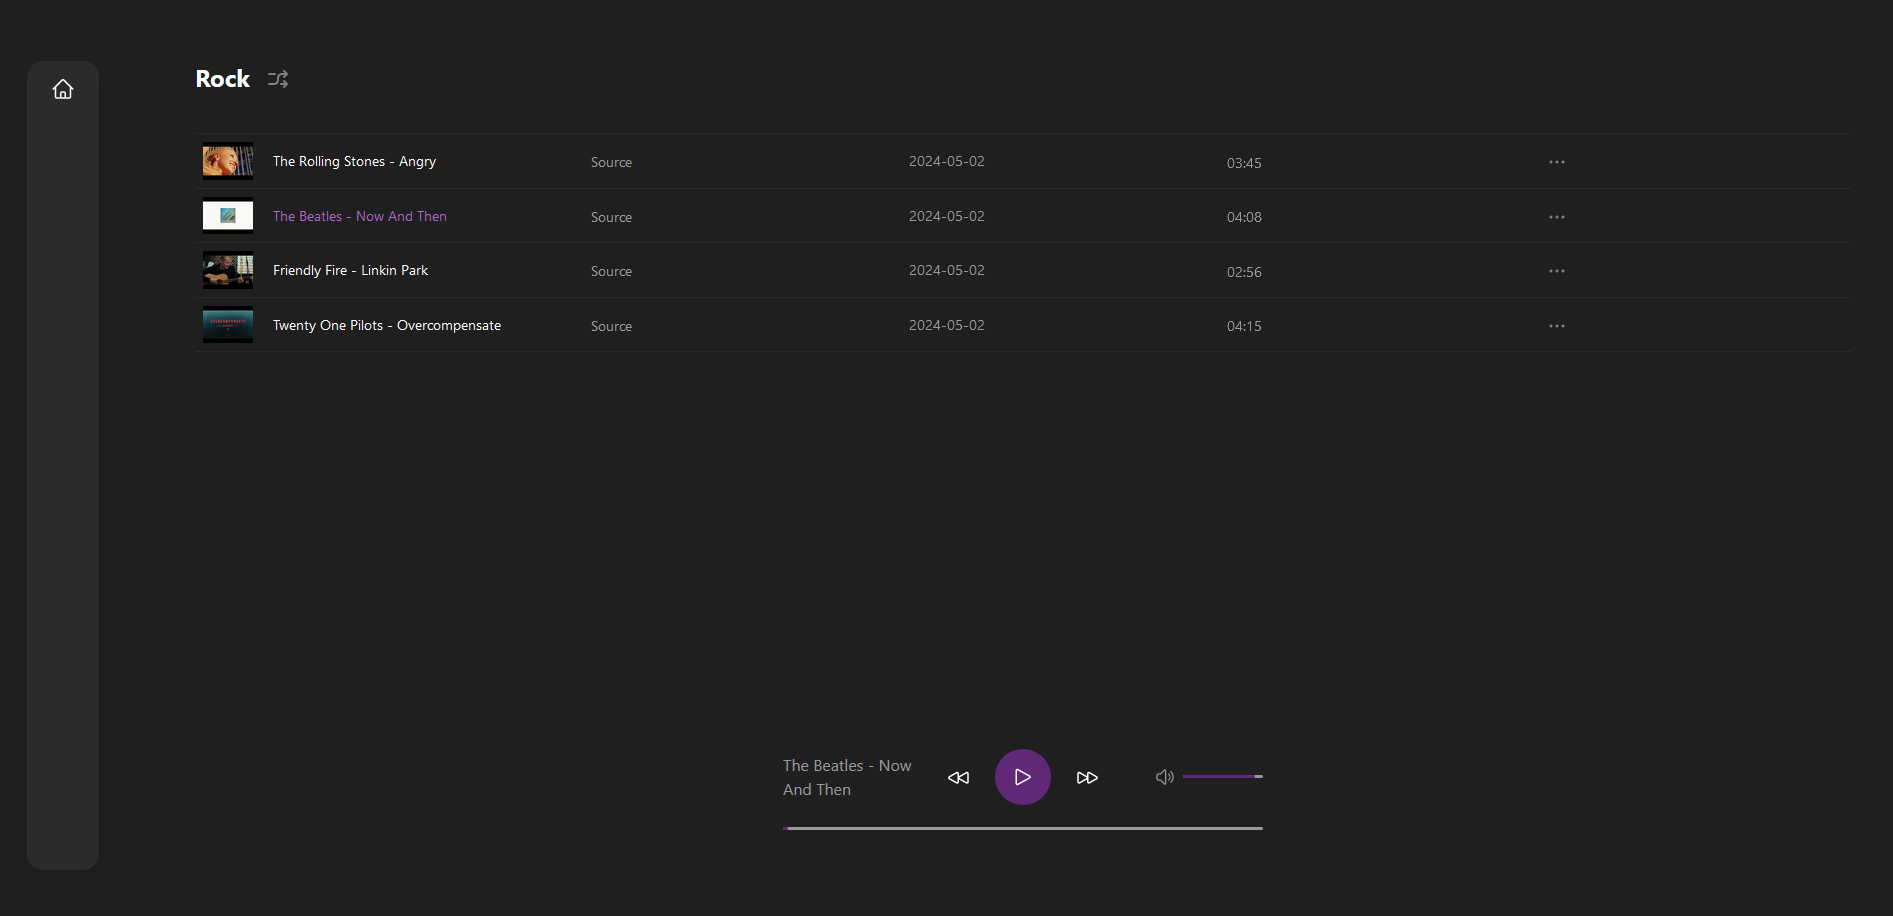 Rock
The Rolling Stones - Angry Source 2024-05-02 03:45
The Beatles - Now And Then Source 2024-05-02 04:08
Friendly Fire - Linkin Park Source 2024-05-02 02:56
Twenty One Pilots - Overcompensate Source 2024-05-02 04:15
The Beatles - Now
And Then